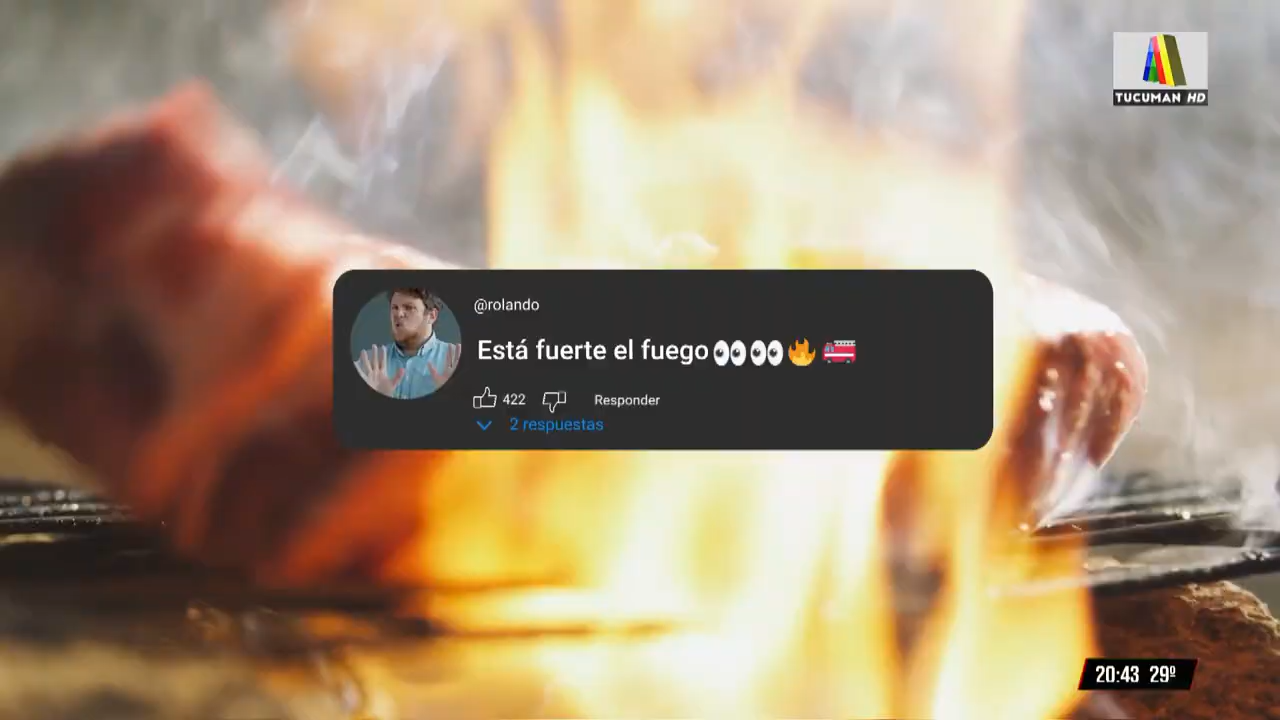 TUCUMAN HD
@rolando
Está fuerte el fuego👀👀🔥🚒
422 Responder
2 respuestas
20:43 29º